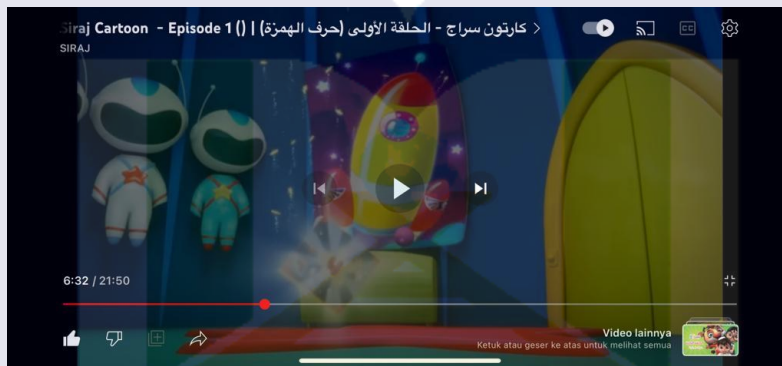 Siraj Cartoon - Episode 1 () | (حرف الهمزة) كارتون سراج - الحلقة الأولى
SIRAJ
CC
6:32 / 21:50
Video lainnya
Ketuk atau geser ke atas untuk melihat semua